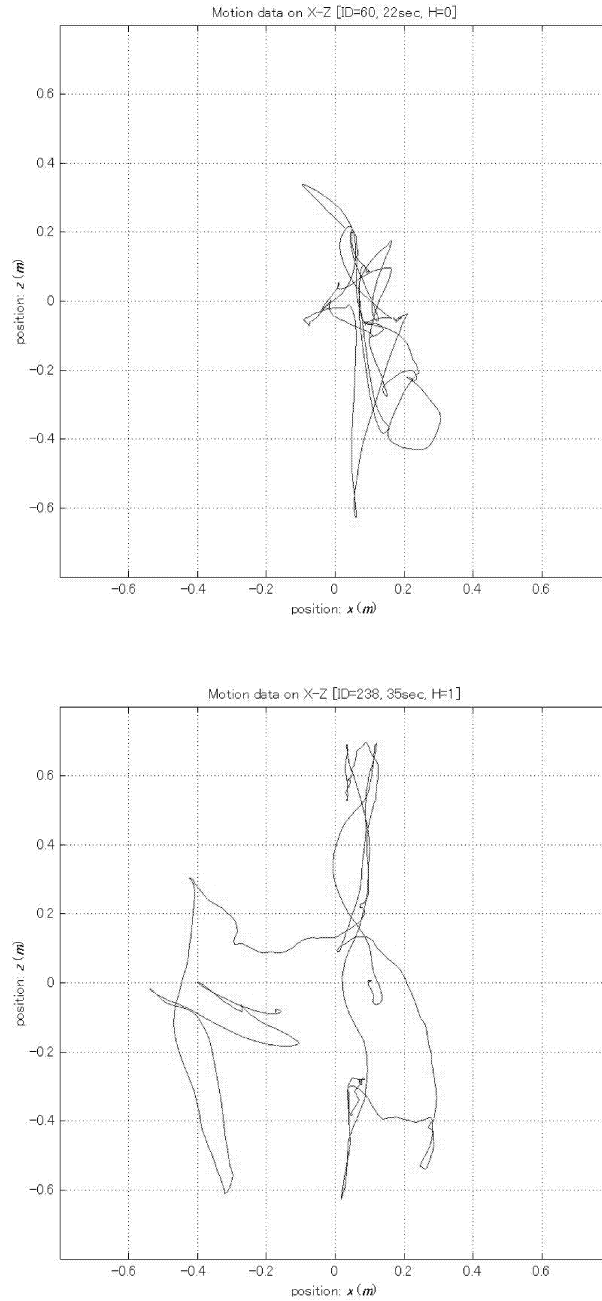 Motion data on X-Z [ID=60, 22sec, H=0]
0.6
0.4
0.2
0
−0.2
−0.4
−0.6
position: z (m)
−0.6 −0.4 −0.2 0 0.2 0.4 0.6
position: x (m)
Motion data on X-Z [ID=238, 35sec, H=1]
0.6
0.4
0.2
0
−0.2
−0.4
−0.6
position: z (m)
−0.6 −0.4 −0.2 0 0.2 0.4 0.6
position: x (m)